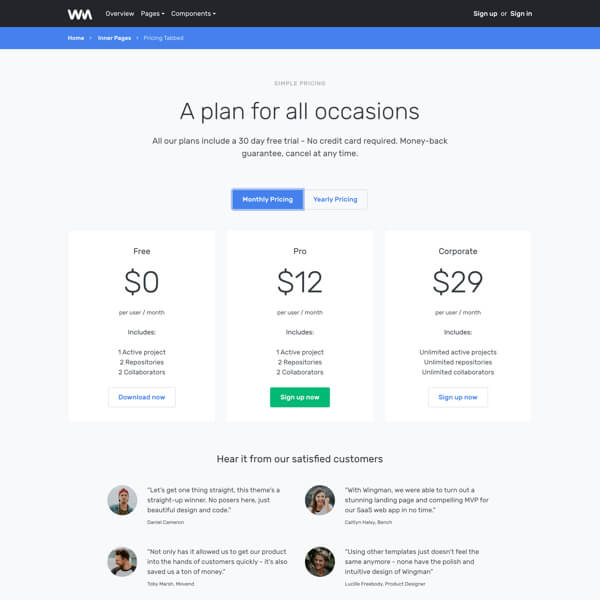 WM Overview Pages Components Sign up or Sign in
Home Inner Pages Pricing Tabbed
SIMPLE PRICING
A plan for all occasions
All our plans include a 30 day free trial - No credit card required. Money-back
guarantee, cancel at any time.
Monthly Pricing Yearly Pricing
Free
$0
per user / month
Includes:
1 Active project
2 Repositories
2 Collaborators
Download now
Pro
$12
per user / month
Includes:
1 Active project
2 Repositories
2 Collaborators
Sign up now
Corporate
$29
per user / month
Includes:
Unlimited active projects
Unlimited repositories
Unlimited collaborators
Sign up now
Hear it from our satisfied customers
"Let's get one thing straight, this theme's a
straight-up winner. No posers here, just
beautiful design and code."
Daniel Cameron
"With Wingman, we were able to turn out a
stunning landing page and compelling MVP for
our SaaS web app in no time."
Caitlyn Halsy, Bench
"Not only has it allowed us to get our product
into the hands of customers quickly - it's also
saved us a ton of money."
Toby Marsh, Movend
"Using other templates just doesn't feel the
same anymore - none have the polish and
intuitive design of Wingman"
Lucille Freebody, Product Designer